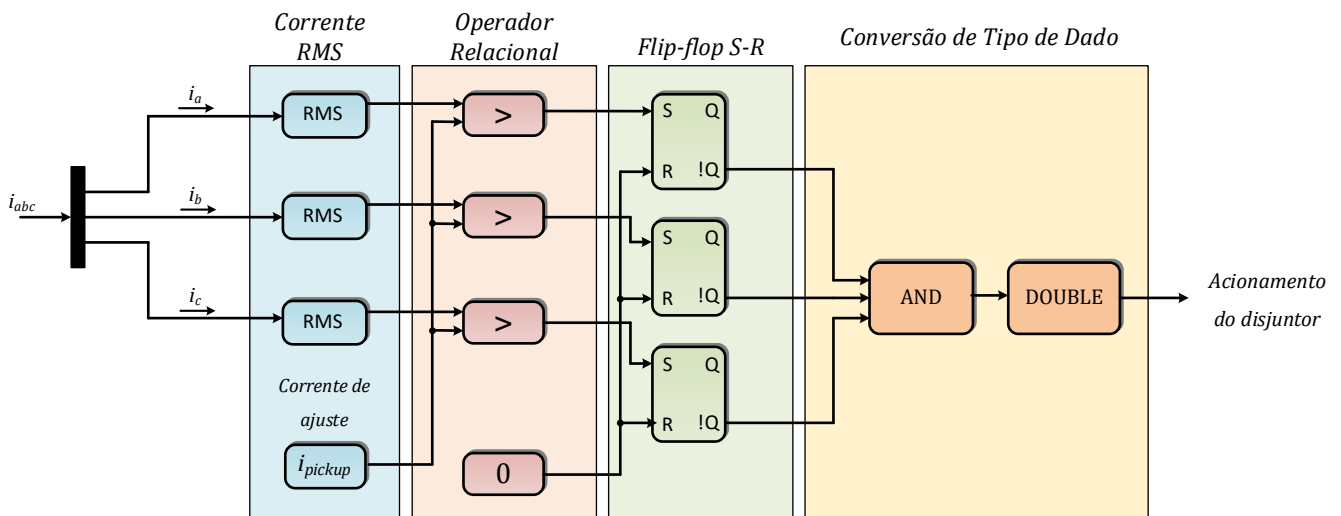 Corrente
RMS
Operador
Relacional
Flip-flop S-R
Conversão de Tipo de Dado
i_abc
i_a
i_b
i_c
RMS
RMS
RMS
Corrente de
ajuste
i_pickup
>
>
>
0
S Q
R !Q
S Q
R !Q
S Q
R !Q
AND
DOUBLE
Acionamento
do disjuntor